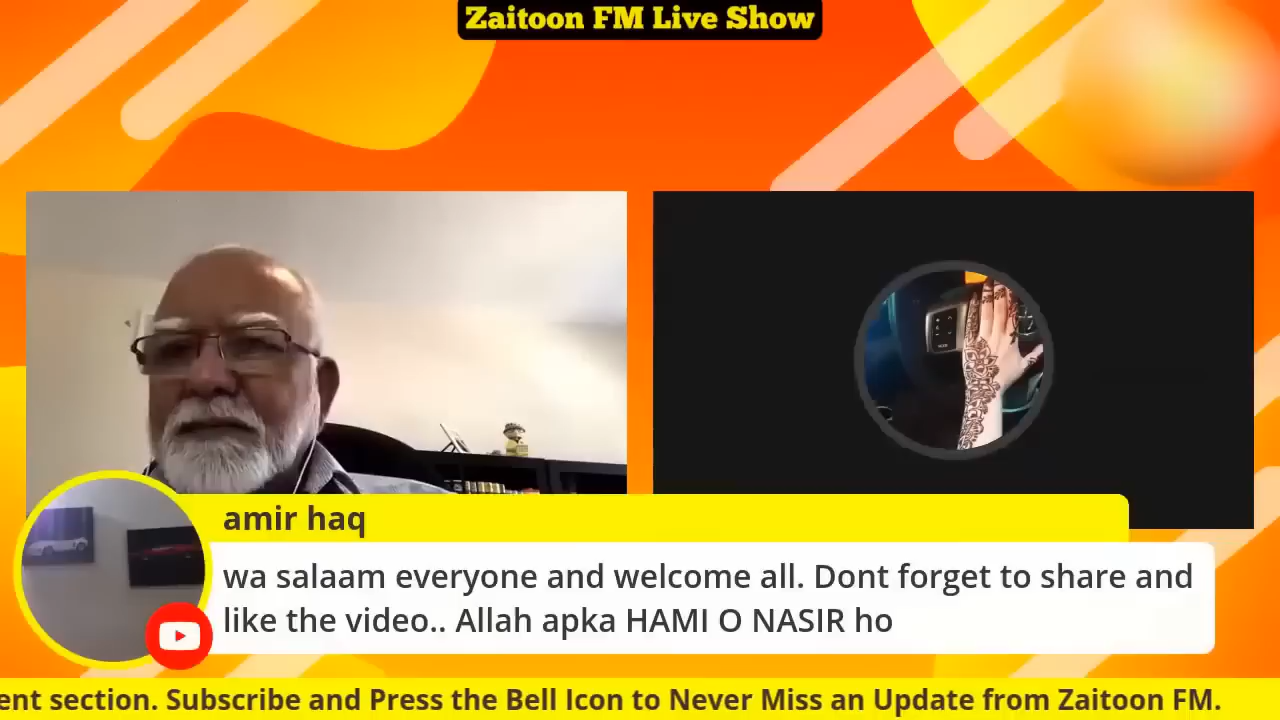 Zaitoon FM Live Show
amir haq
wa salaam everyone and welcome all. Dont forget to share and
like the video.. Allah apka HAMI O NASIR ho
ent section. Subscribe and Press the Bell Icon to Never Miss an Update from Zaitoon FM.